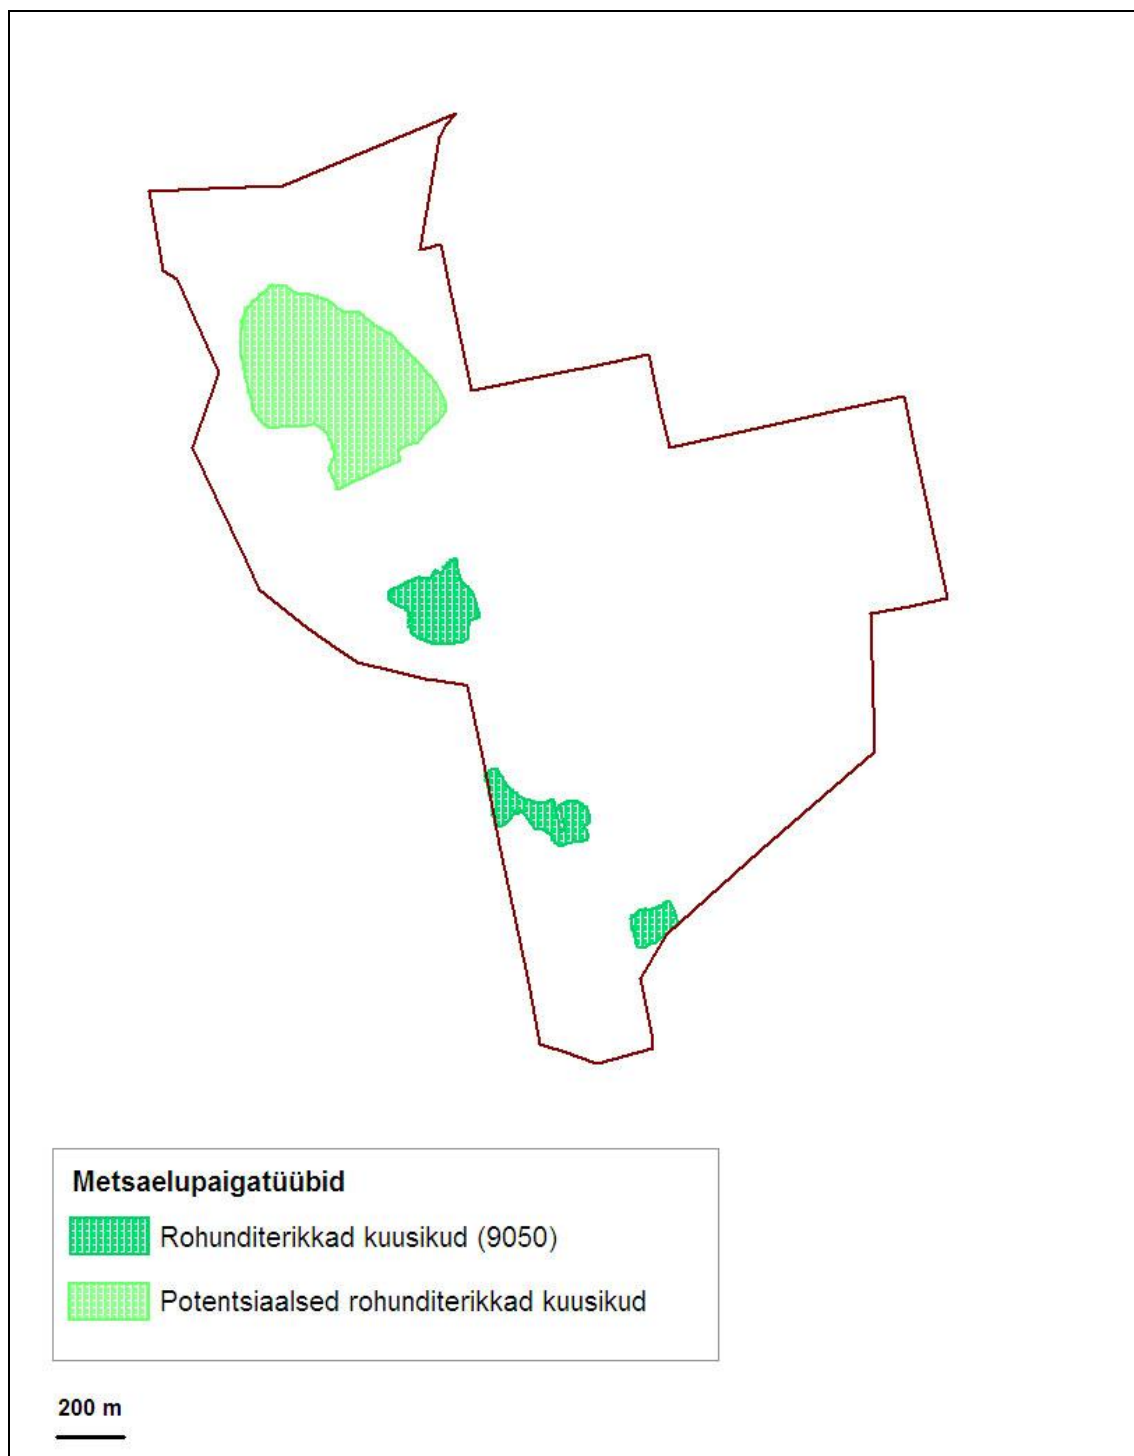 Metsaelupaigatüübid
Rohunditerikkad kuusikud (9050)
Potentsiaalsed rohunditerikkad kuusikud
200 m